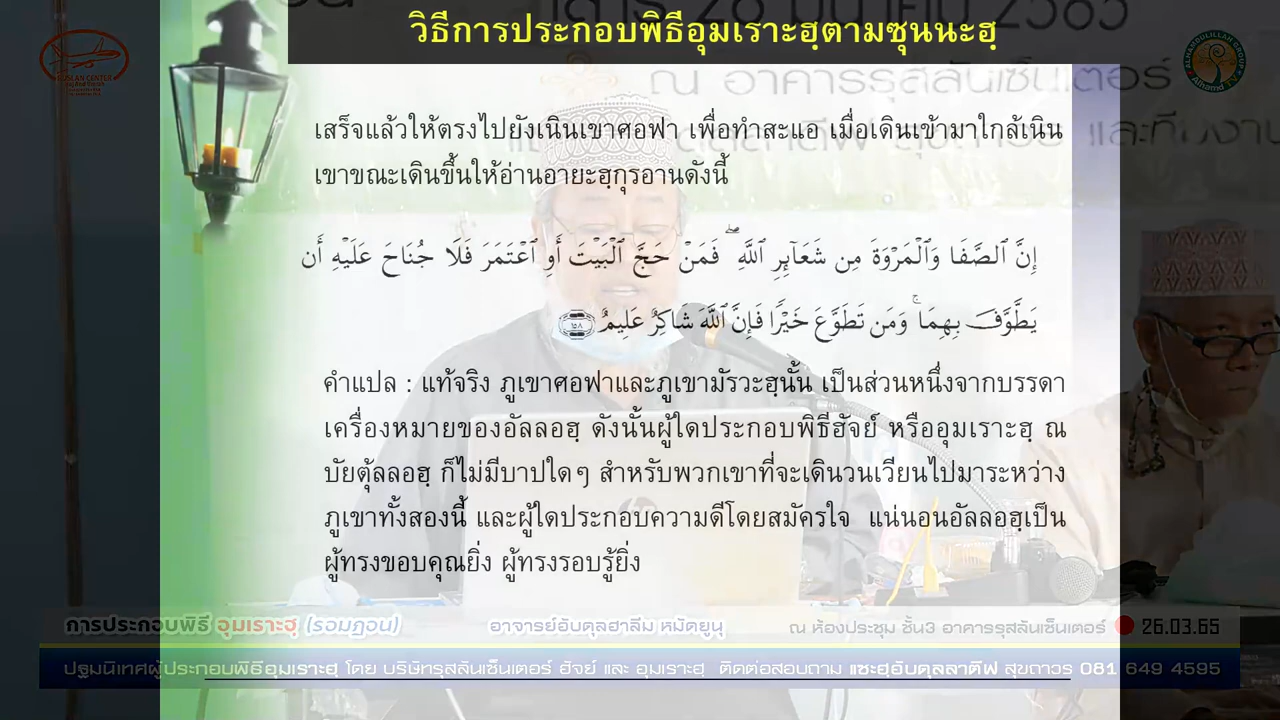 วิธีการประกอบพิธีอุมเราะฮฺตามซุนนะฮฺ
ณ อาคารรุสลันเซ็นเตอร์
และทีมงาน
เสร็จแล้วให้ตรงไปยังเนินเขาศอฟา เพื่อทำสะแอ เมื่อเดินเข้ามาใกล้เนิน
เขาขณะเดินขึ้นให้อ่านอายะฮฺกุรอานดังนี้
إِنَّ ٱلصَّفَا وَٱلْمَرْوَةَ مِن شَعَآئِرِ ٱللَّهِ ۖ فَمَنْ حَجَّ ٱلْبَيْتَ أَوِ ٱعْتَمَرَ فَلَا جُنَاحَ عَلَيْهِ أَن
يَطَّوَّفَ بِهِمَا ۚ وَمَن تَطَوَّعَ خَيْرًا فَإِنَّ ٱللَّهَ شَاكِرٌ عَلِيمٌ ١٥٨
คำแปล : แท้จริง ภูเขาศอฟาและภูเขามัรวะฮฺนั้น เป็นส่วนหนึ่งจากบรรดา
เครื่องหมายของอัลลอฮฺ ดังนั้นผู้ใดประกอบพิธีฮัจย์ หรืออุมเราะฮฺ ณ
บัยตุ้ลลอฮฺ ก็ไม่มีบาปใดๆ สำหรับพวกเขาที่จะเดินวนเวียนไปมาระหว่าง
ภูเขาทั้งสองนี้ และผู้ใดประกอบความดีโดยสมัครใจ แน่นอนอัลลอฮฺเป็น
ผู้ทรงขอบคุณยิ่ง ผู้ทรงรอบรู้ยิ่ง
การประกอบพิธี อุมเราะฮฺ (รอมฎอน) อาจารย์อับดุลฮาลีม หมัดยูนุ ณ ห้องประชุม ชั้น3 อาคารรุสลันเซ็นเตอร์ 26.03.65
ปฐมนิเทศผู้ประกอบพิธีอุมเราะฮฺ โดย บริษัทรุสลันเซ็นเตอร์ ฮัจย์ และ อุมเราะฮฺ ติดต่อสอบถาม แซะฮฺอับดุลลาตีฟ สุขถาวร 081 649 4595